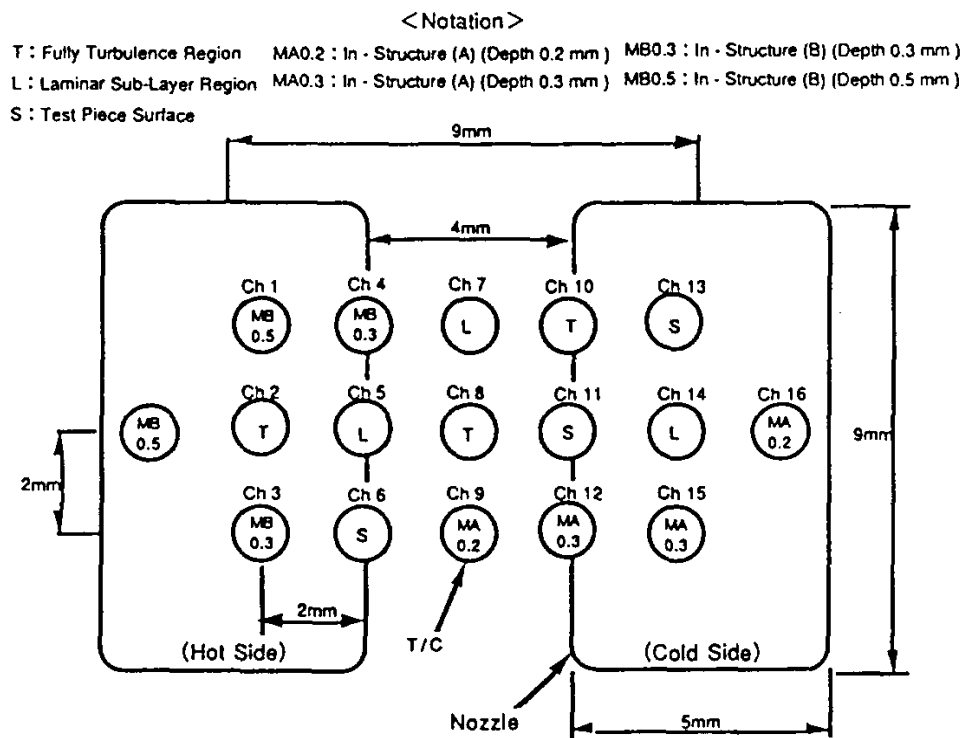 <Notation>
T : Fully Turbulence Region MA0.2 : In - Structure (A) (Depth 0.2 mm ) MB0.3 : In - Structure (B) (Depth 0.3 mm )
L : Laminar Sub-Layer Region MA0.3 : In - Structure (A) (Depth 0.3 mm ) MB0.5 : In - Structure (B) (Depth 0.5 mm )
S : Test Piece Surface
9mm
4mm
Ch 1 Ch 4 Ch 7 Ch 10 Ch 13
MB 0.5 MB 0.3 L T S
Ch 2 Ch 5 Ch 8 Ch 11 Ch 14 Ch 16
MB 0.5 T L T S L MA 0.2
9mm
2mm
Ch 3 Ch 6 Ch 9 Ch 12 Ch 15
MB 0.3 S MA 0.2 MA 0.3 MA 0.3
2mm
T/C
(Hot Side) (Cold Side)
Nozzle
5mm